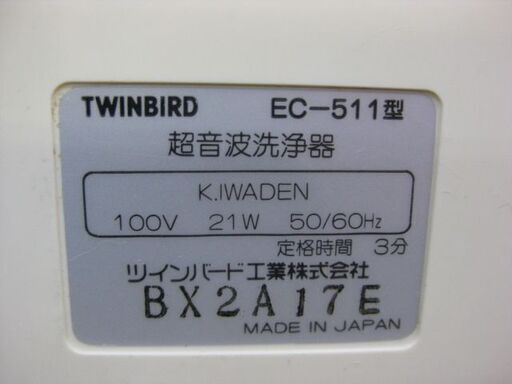 TWINBIRD EC-511型
超音波洗浄器
K.IWADEN
100V 21W 50/60Hz
定格時間 3分
ツインバード工業株式会社
BX2A17E
MADE IN JAPAN